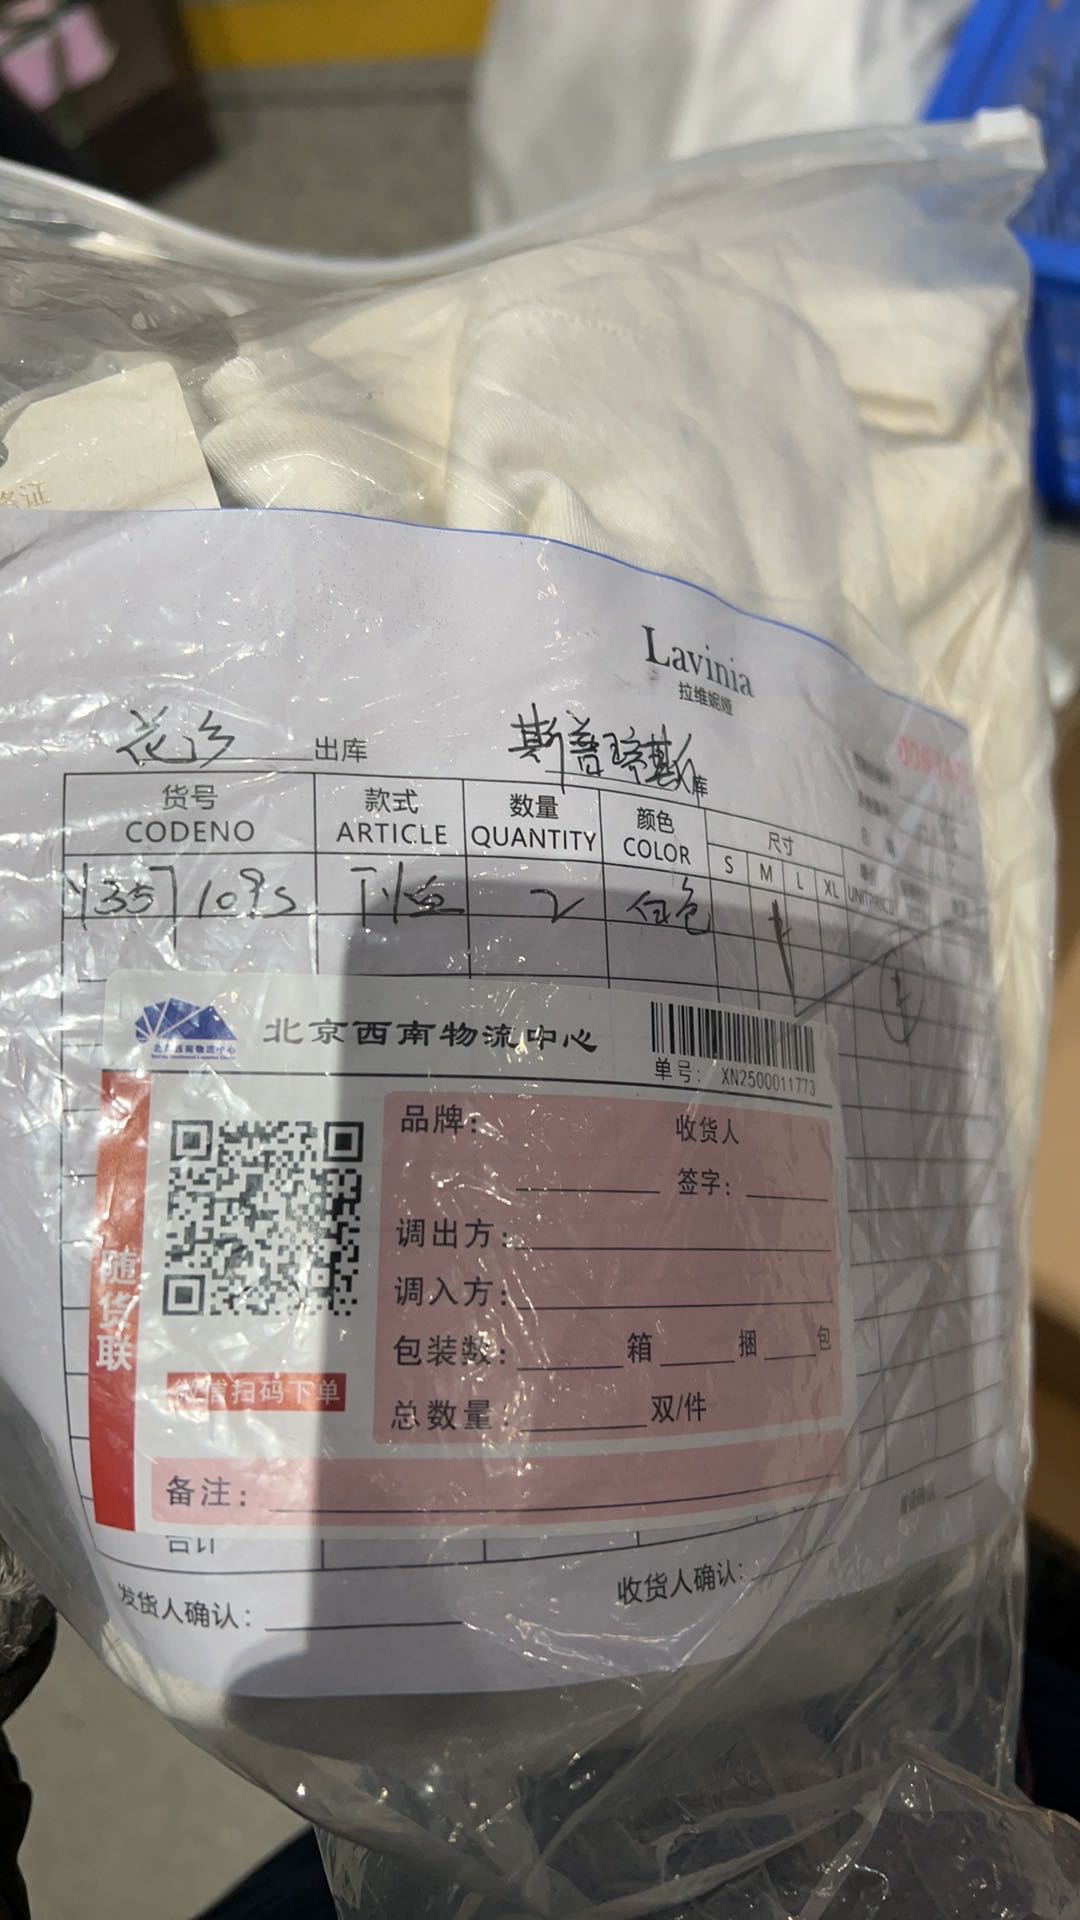 Lavinia
拉维妮娅
花乡 出库 斯普瑞斯 库
货号 款式 数量 颜色 尺寸
CODENO ARTICLE QUANTITY COLOR S M L XL UNITPRICE
2 白色
北京西南物流中心
单号: XN2500011773
品牌: 收货人
签字:
调出方:
调入方:
包装数: 箱 捆 包
总数量: 双/件
随货联
微信扫码下单
备注:
合计
发货人确认: 收货人确认: